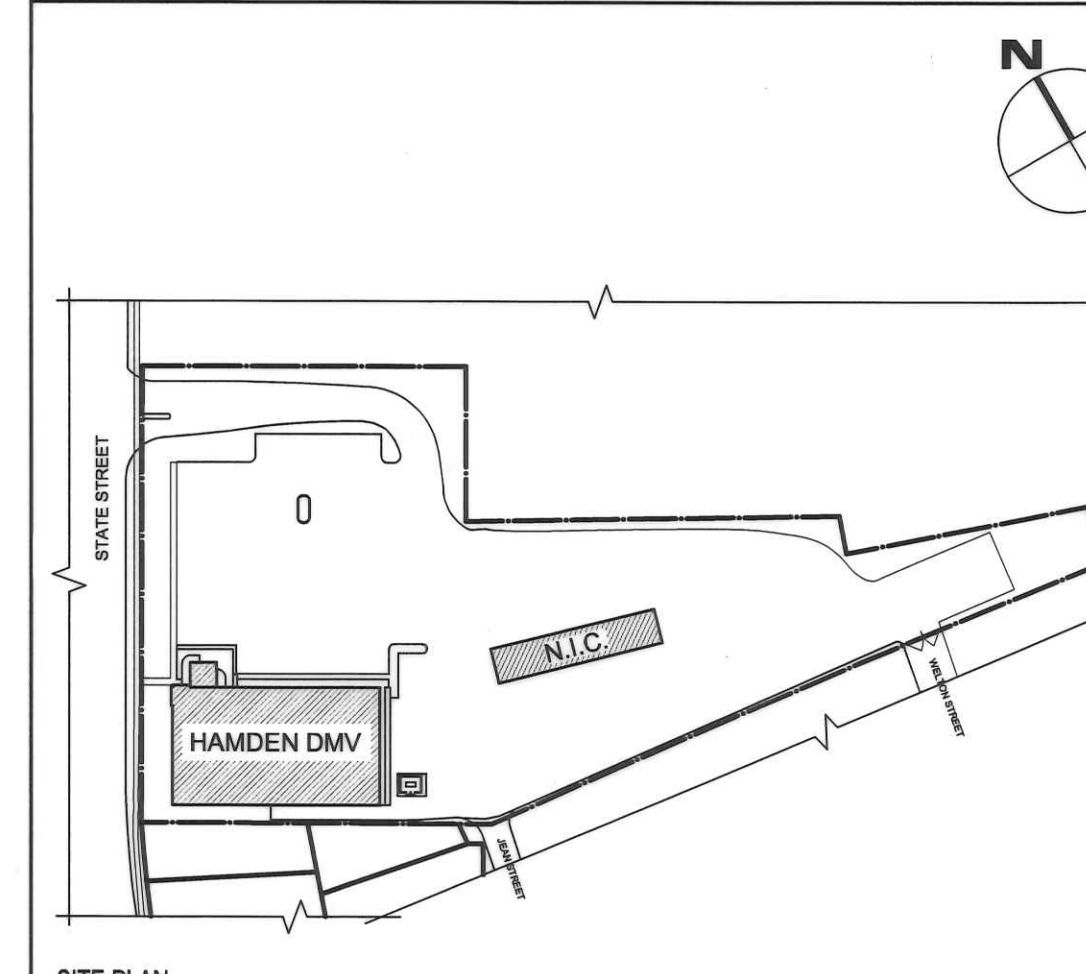 N
STATE STREET
N.I.C.
WELTON STREET
HAMDEN DMV
JEAN STREET
SITE PLAN